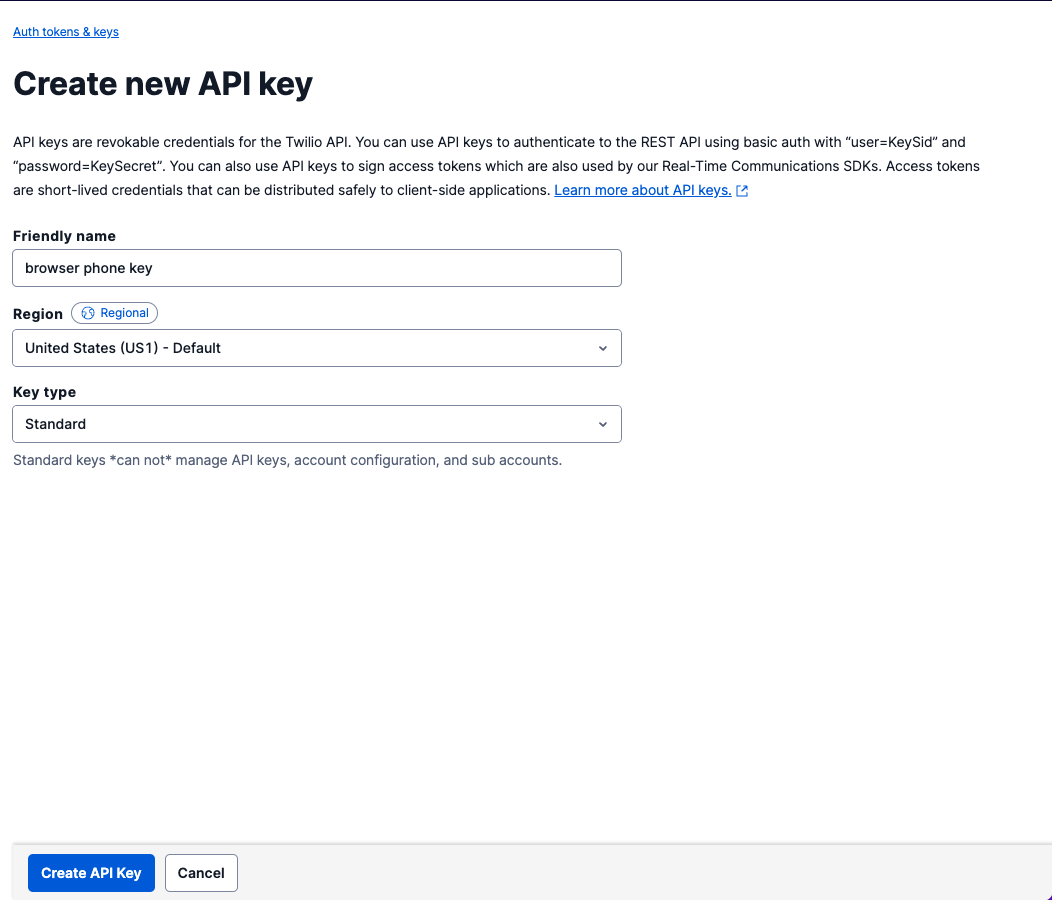 Auth tokens & keys
Create new API key
API keys are revokable credentials for the Twilio API. You can use API keys to authenticate to the REST API using basic auth with “user=KeySid” and
“password=KeySecret”. You can also use API keys to sign access tokens which are also used by our Real-Time Communications SDKs. Access tokens
are short-lived credentials that can be distributed safely to client-side applications. Learn more about API keys.
Friendly name
browser phone key
Region Regional
United States (US1) - Default
Key type
Standard
Standard keys *can not* manage API keys, account configuration, and sub accounts.
Create API Key Cancel